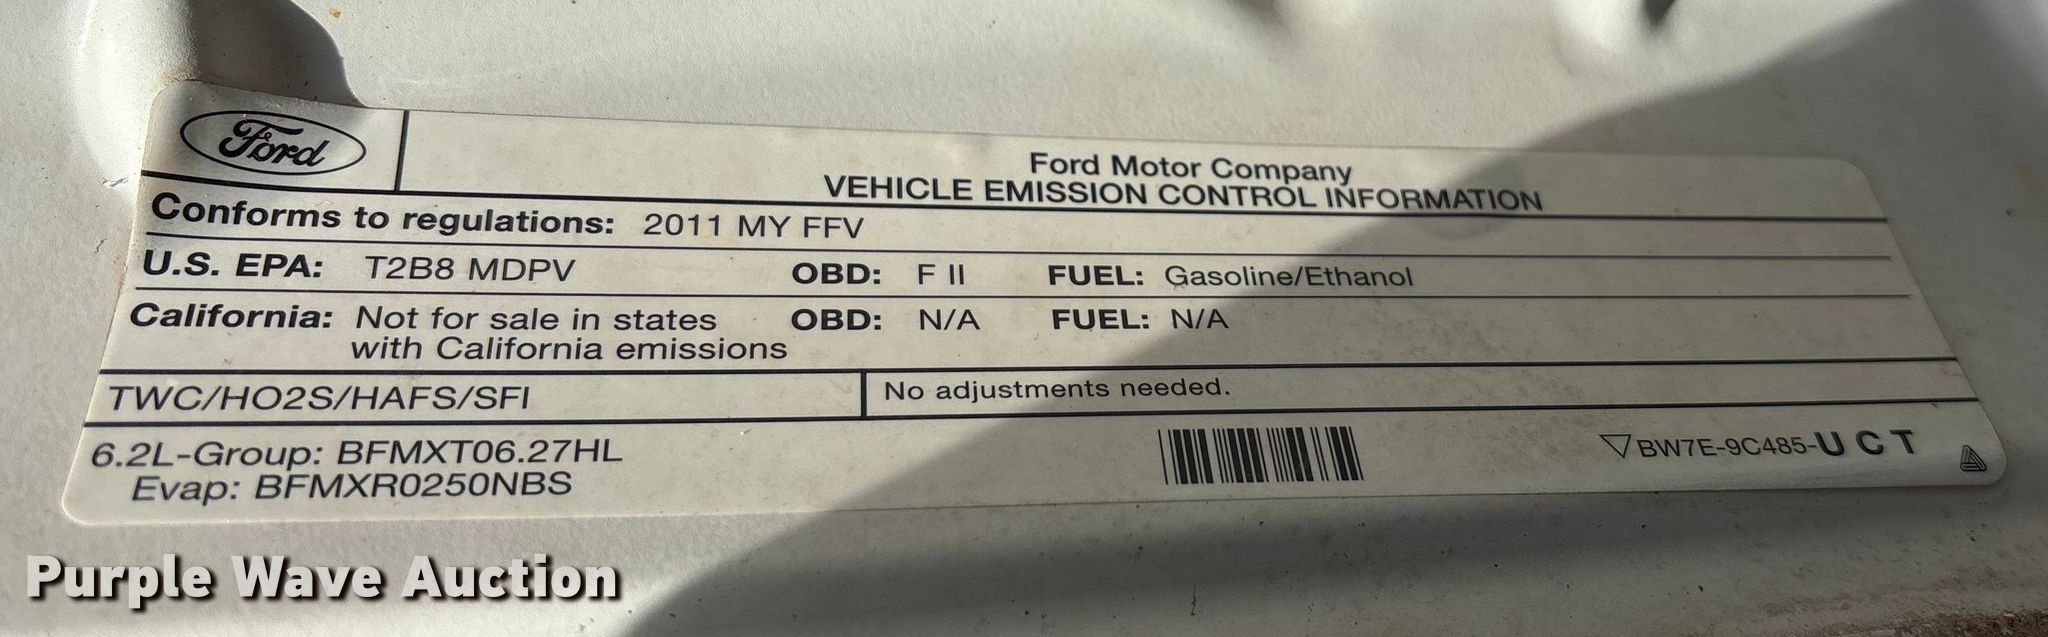 Ford
Ford Motor Company
VEHICLE EMISSION CONTROL INFORMATION
Conforms to regulations: 2011 MY FFV
U.S. EPA: T2B8 MDPV OBD: F II FUEL: Gasoline/Ethanol
California: Not for sale in states OBD: N/A FUEL: N/A
with California emissions
TWC/HO2S/HAFS/SFI No adjustments needed.
6.2L-Group: BFMXT06.27HL
Evap: BFMXR0250NBS
BW7E-9C485-U C T
Purple Wave Auction